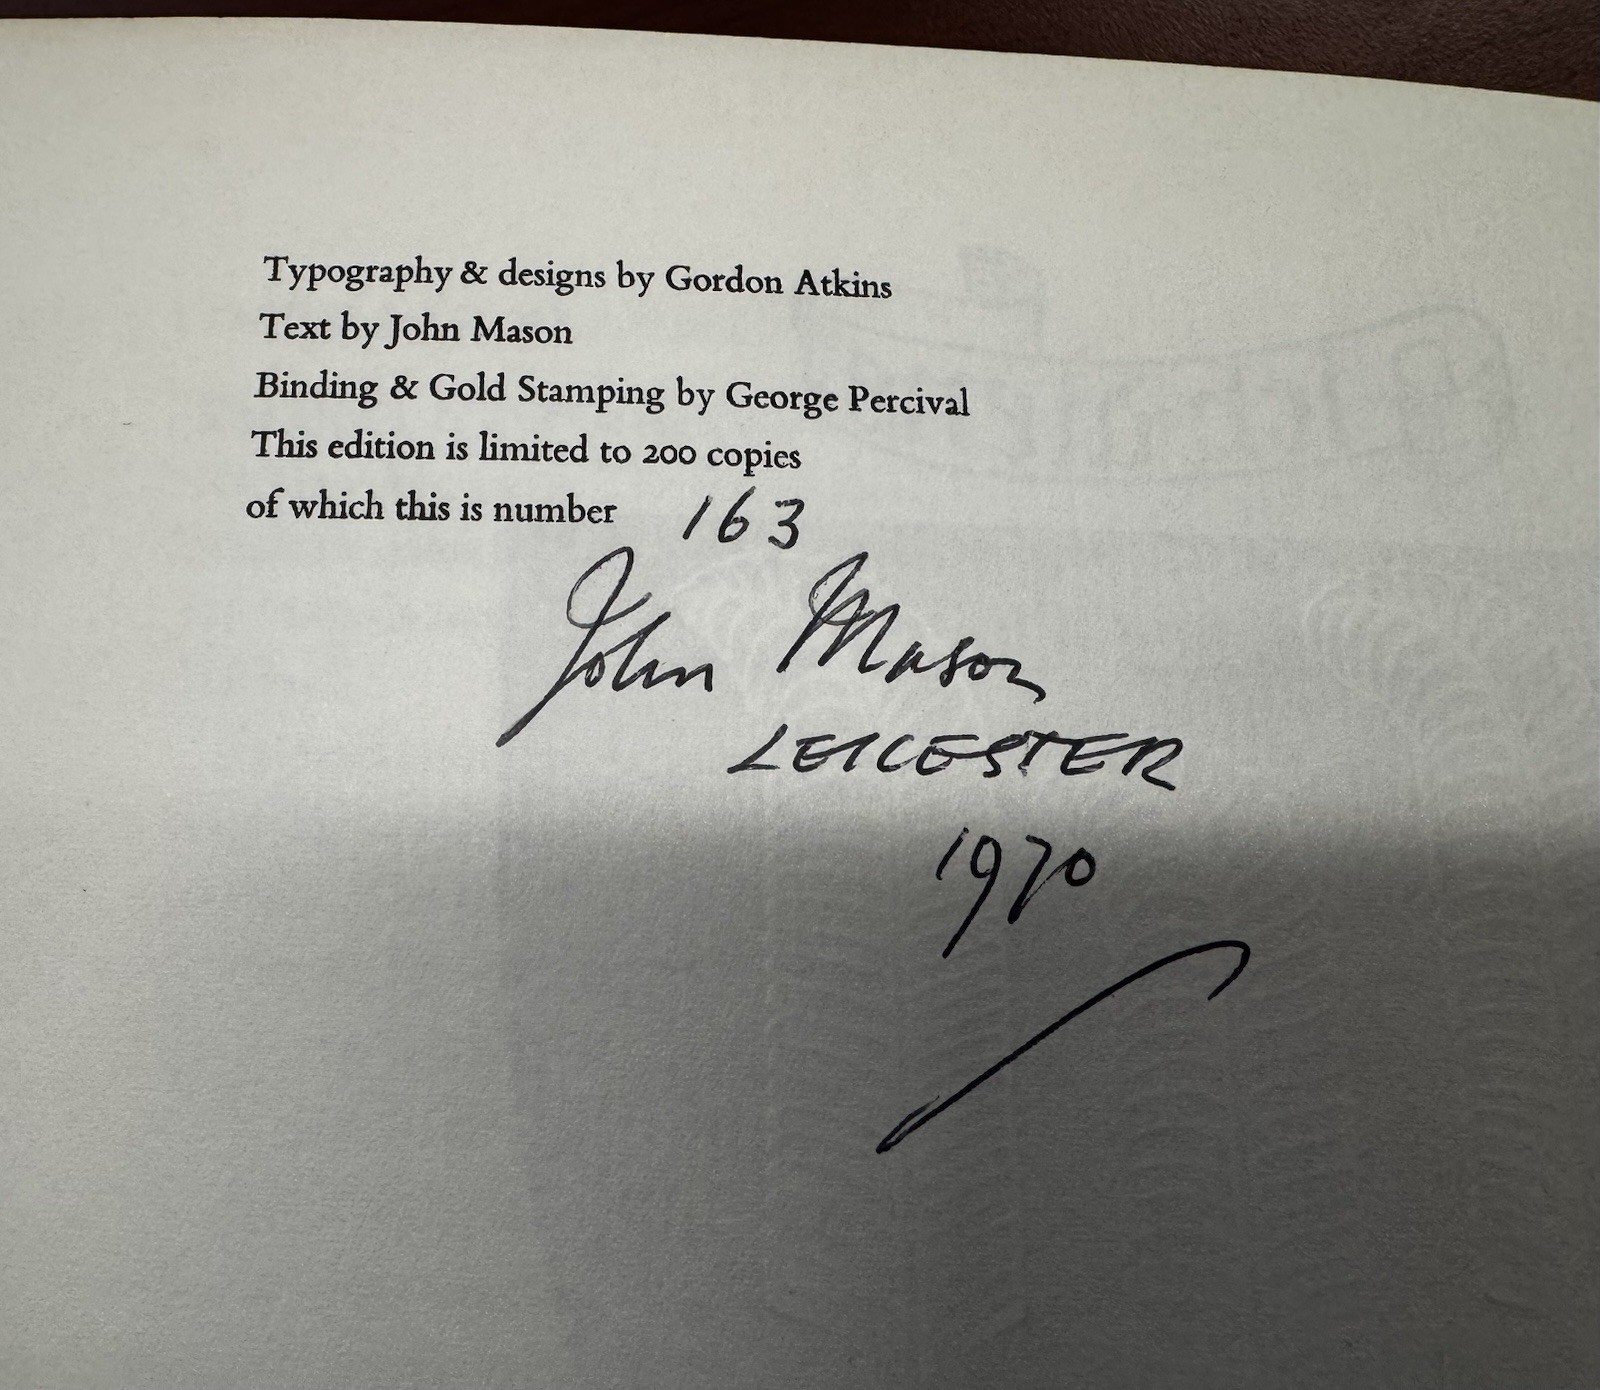 Typography & designs by Gordon Atkins
Text by John Mason
Binding & Gold Stamping by George Percival
This edition is limited to 200 copies
of which this is number 163
John Mason
LEICESTER
1970